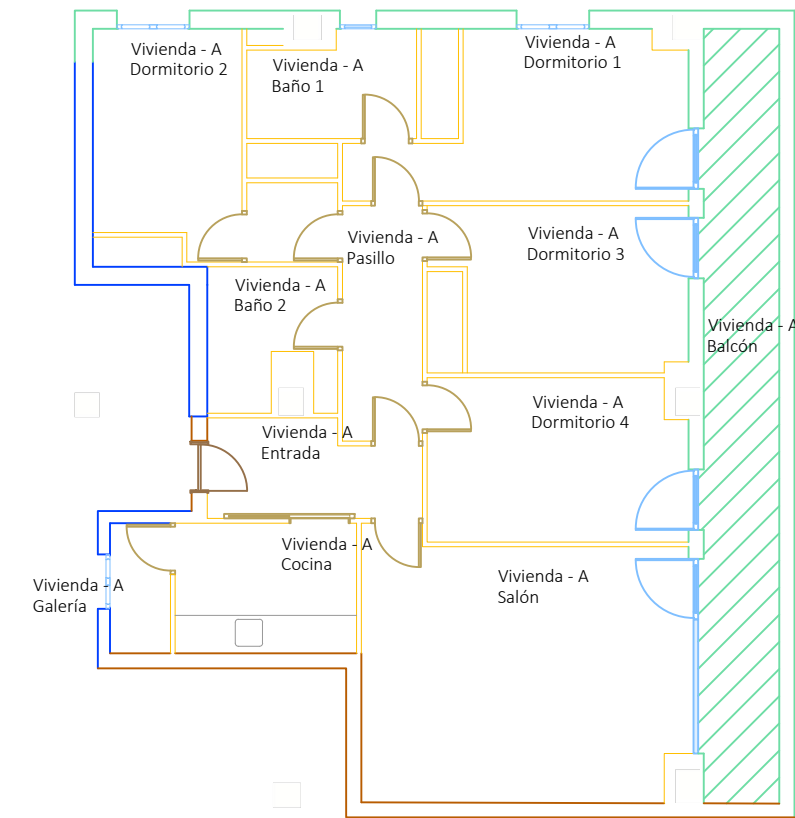 Vivienda - A
Dormitorio 2
Vivienda - A
Baño 1
Vivienda - A
Dormitorio 1
Vivienda - A
Pasillo
Vivienda - A
Dormitorio 3
Vivienda - A
Baño 2
Vivienda - A
Balcón
Vivienda - A
Dormitorio 4
Vivienda - A
Entrada
Vivienda - A
Cocina
Vivienda - A
Galería
Vivienda - A
Salón